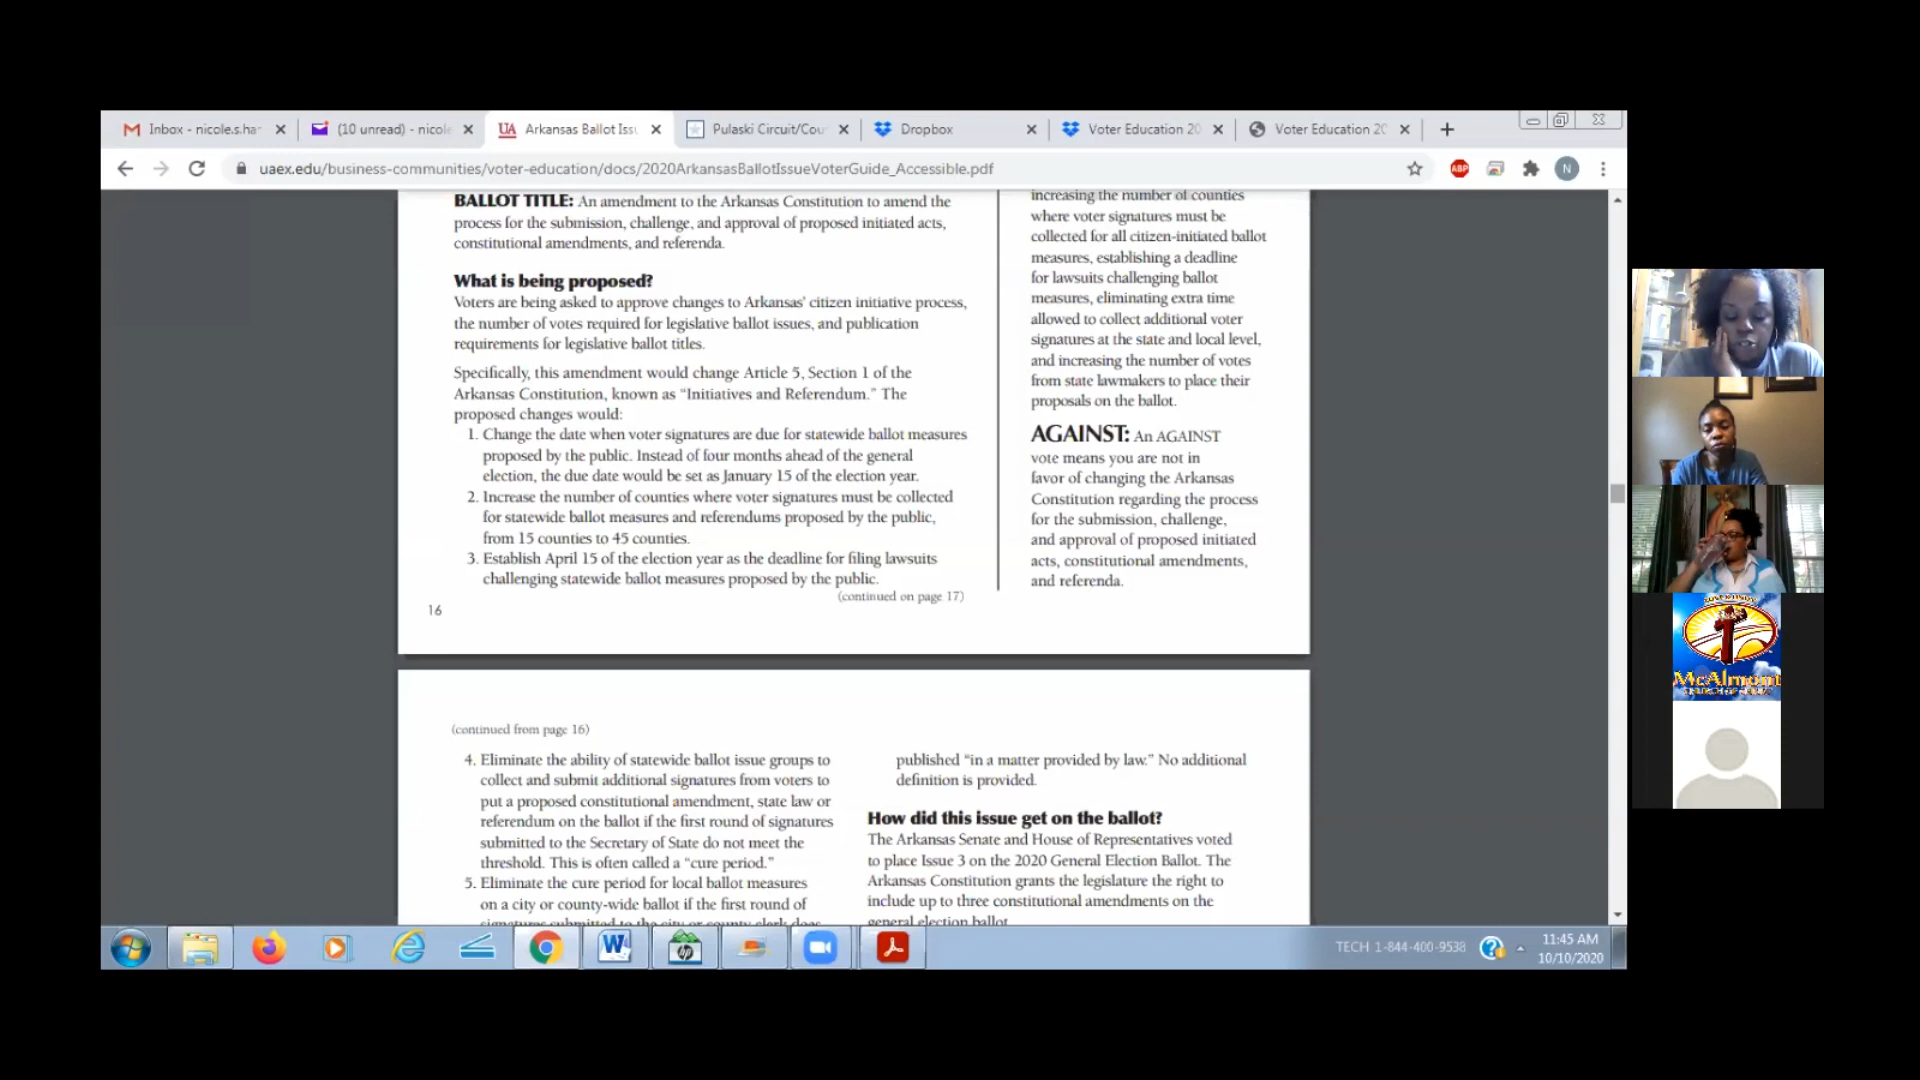 Inbox - nicole.s.har
(10 unread) - nicole
UA Arkansas Ballot Issu
Pulaski Circuit/Cou
Dropbox
Voter Education 20
Voter Education 20
uaex.edu/business-communities/voter-education/docs/2020ArkansasBallotIssueVoterGuide_Accessible.pdf
ABP
N
BALLOT TITLE: An amendment to the Arkansas Constitution to amend the
process for the submission, challenge, and approval of proposed initiated acts,
constitutional amendments, and referenda.
What is being proposed?
Voters are being asked to approve changes to Arkansas' citizen initiative process,
the number of votes required for legislative ballot issues, and publication
requirements for legislative ballot titles.
Specifically, this amendment would change Article 5, Section 1 of the
Arkansas Constitution, known as “Initiatives and Referendum.” The
proposed changes would:
1. Change the date when voter signatures are due for statewide ballot measures
proposed by the public. Instead of four months ahead of the general
election, the due date would be set as January 15 of the election year.
2. Increase the number of counties where voter signatures must be collected
for statewide ballot measures and referendums proposed by the public,
from 15 counties to 45 counties.
3. Establish April 15 of the election year as the deadline for filing lawsuits
challenging statewide ballot measures proposed by the public.
(continued on page 17)
16
increasing the number of counties
where voter signatures must be
collected for all citizen-initiated ballot
measures, establishing a deadline
for lawsuits challenging ballot
measures, eliminating extra time
allowed to collect additional voter
signatures at the state and local level,
and increasing the number of votes
from state lawmakers to place their
proposals on the ballot.
AGAINST: An AGAINST
vote means you are not in
favor of changing the Arkansas
Constitution regarding the process
for the submission, challenge,
and approval of proposed initiated
acts, constitutional amendments,
and referenda.
(continued from page 16)
4. Eliminate the ability of statewide ballot issue groups to
collect and submit additional signatures from voters to
put a proposed constitutional amendment, state law or
referendum on the ballot if the first round of signatures
submitted to the Secretary of State do not meet the
threshold. This is often called a “cure period.”
5. Eliminate the cure period for local ballot measures
on a city or county-wide ballot if the first round of
signatures submitted to the city or county clerk does
published “in a matter provided by law.” No additional
definition is provided.
How did this issue get on the ballot?
The Arkansas Senate and House of Representatives voted
to place Issue 3 on the 2020 General Election Ballot. The
Arkansas Constitution grants the legislature the right to
include up to three constitutional amendments on the
general election ballot.
McAlmont
TECH 1-844-400-9538
11:45 AM
10/10/2020